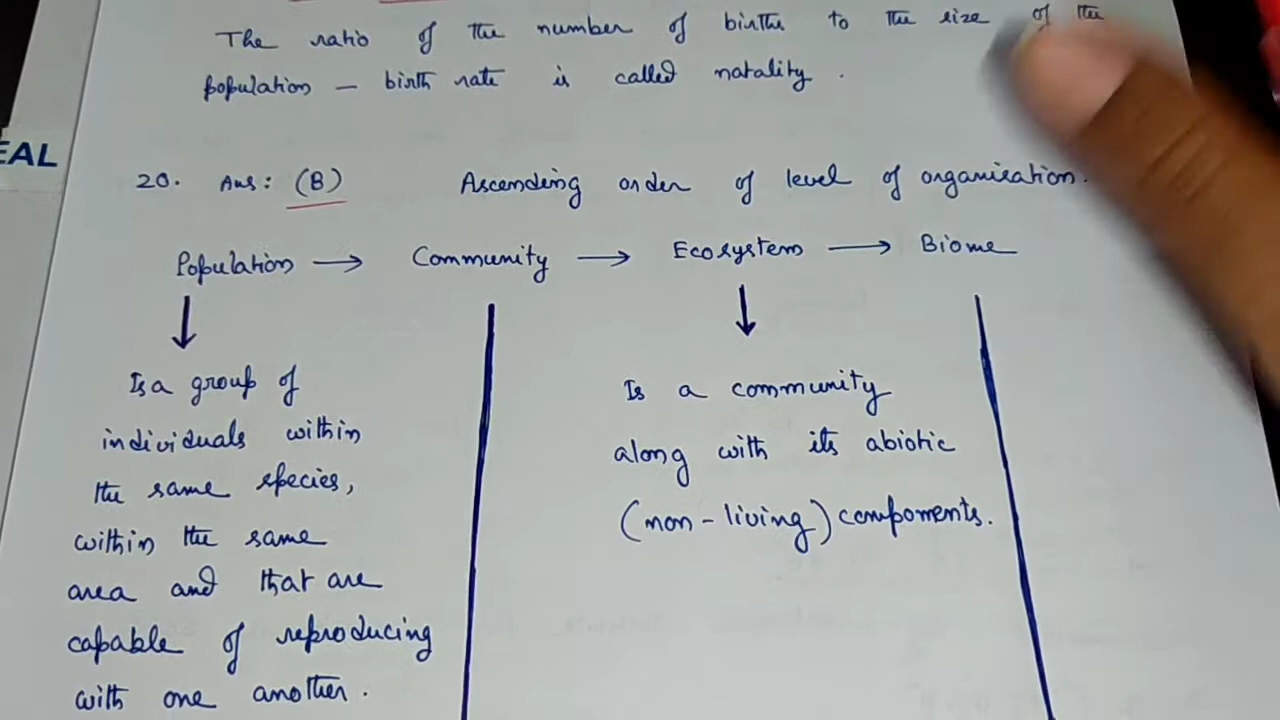 The ratio of the number of births to the size of the
population — birth rate is called natality.
EAL
20. Ans: (B) Ascending order of level of organisation.
Population → Community → Ecosystem → Biome
Is a group of
individuals within
the same species,
within the same
area and that are
capable of reproducing
with one another.
Is a community
along with its abiotic
(non-living) components.